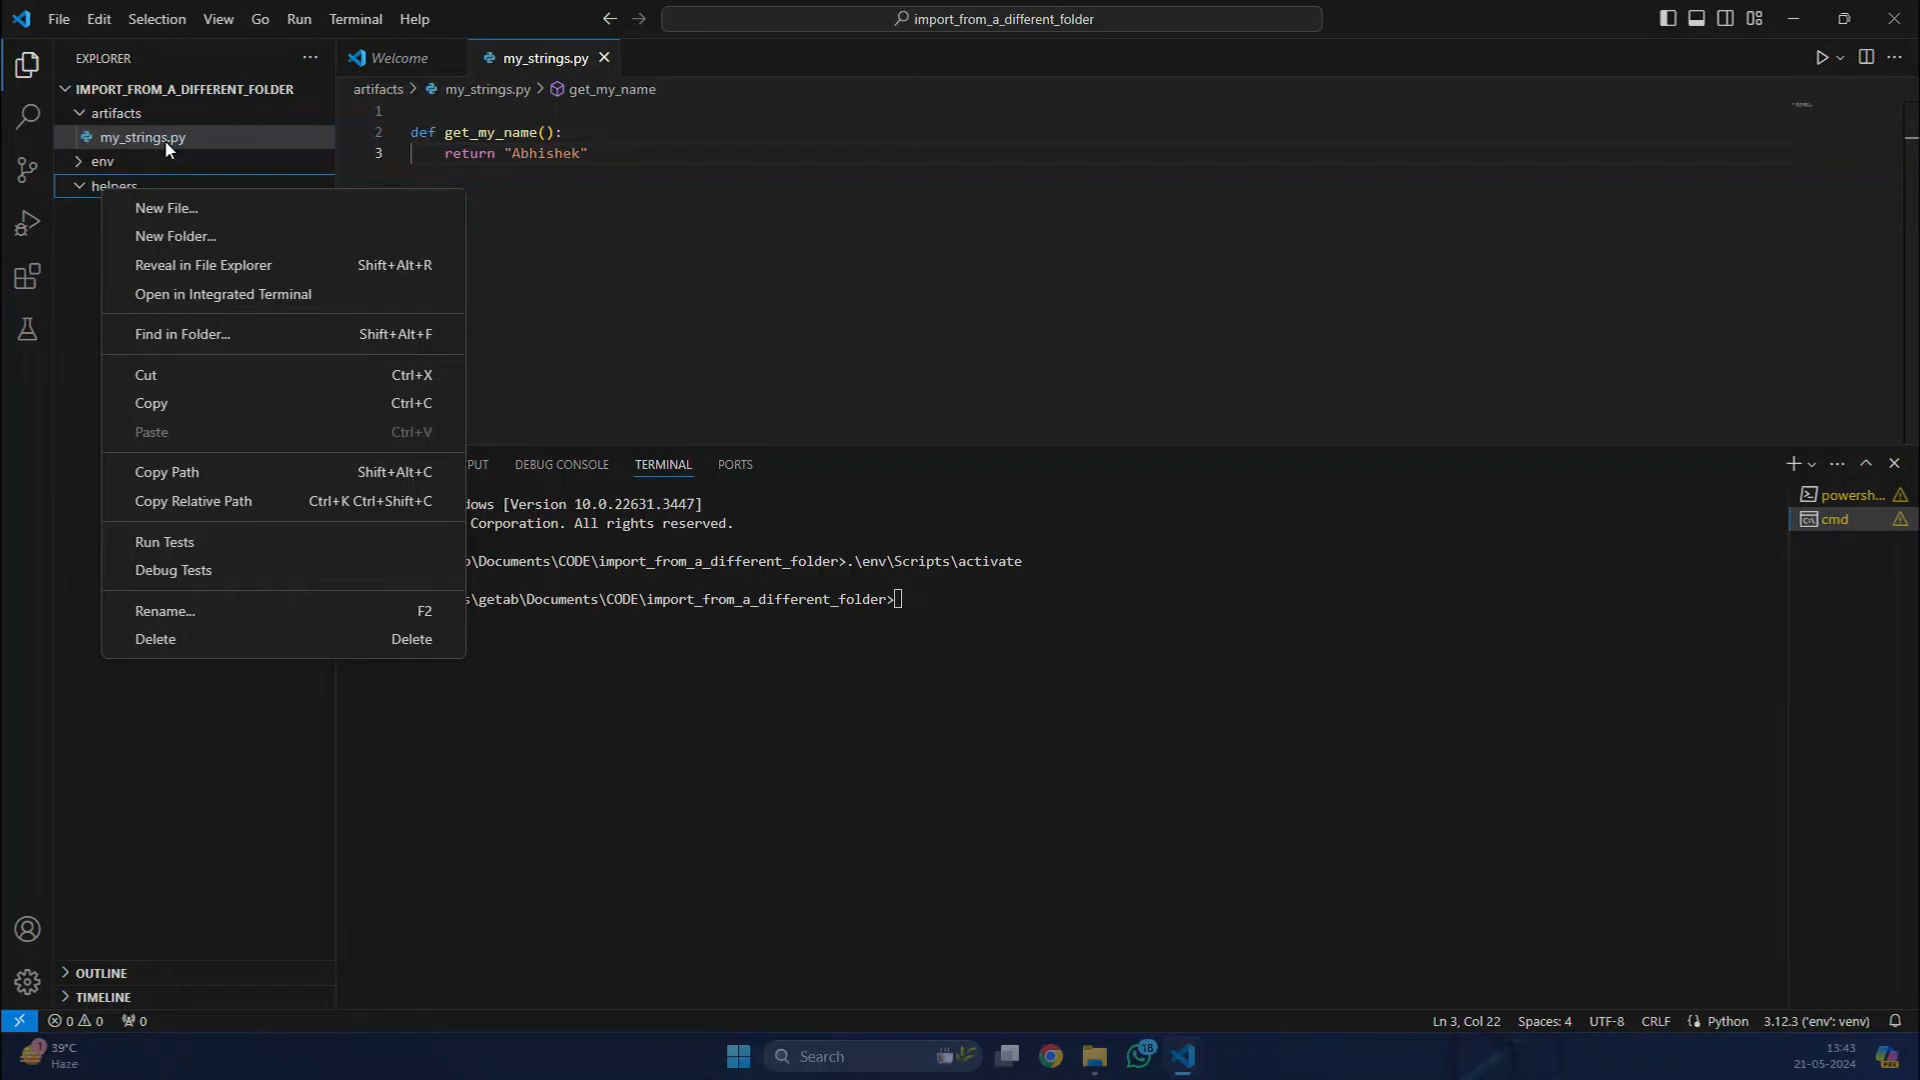 File Edit Selection View Go Run Terminal Help
import_from_a_different_folder
EXPLORER
Welcome
my_strings.py
IMPORT_FROM_A_DIFFERENT_FOLDER
artifacts
my_strings.py
env
helpers
artifacts > my_strings.py > get_my_name
1
2 def get_my_name():
3 return "Abhishek"
New File...
New Folder...
Reveal in File Explorer Shift+Alt+R
Open in Integrated Terminal
Find in Folder... Shift+Alt+F
Cut Ctrl+X
Copy Ctrl+C
Paste Ctrl+V
Copy Path Shift+Alt+C
Copy Relative Path Ctrl+K Ctrl+Shift+C
Run Tests
Debug Tests
Rename... F2
Delete Delete
PUT DEBUG CONSOLE TERMINAL PORTS
dows [Version 10.0.22631.3447]
Corporation. All rights reserved.
\Documents\CODE\import_from_a_different_folder>.\env\Scripts\activate
s\getab\Documents\CODE\import_from_a_different_folder>
powersh...
cmd
OUTLINE
TIMELINE
0 0 0
Ln 3, Col 22 Spaces: 4 UTF-8 CRLF Python 3.12.3 ('env': venv)
1
39°C
Haze
Search
18
13:43
21-05-2024